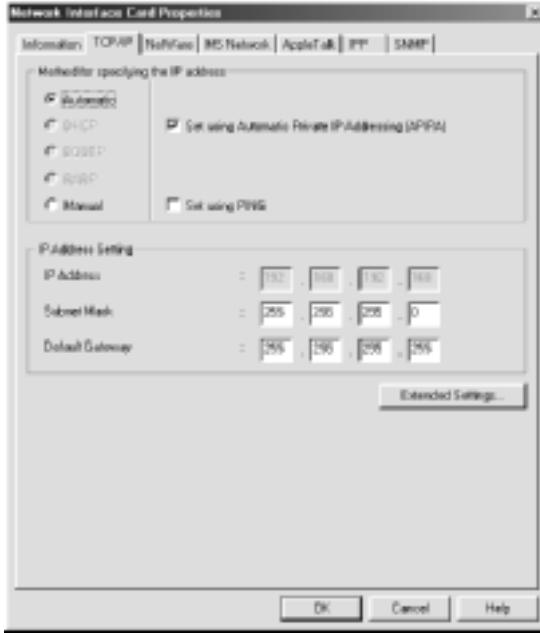 Network Interface Card Properties
Information TCP/IP NetWare MS Network AppleTalk IPP SNMP
Method for specifying the IP address
Automatic
DHCP
Set using Automatic Private IP Addressing (APIPA)
BOOTP
RARP
Manual
Set using PING
IP Address Setting
IP Address : 192 . 168 . 192 . 168
Subnet Mask : 255 . 255 . 255 . 0
Default Gateway : 255 . 255 . 255 . 255
Extended Settings...
OK Cancel Help